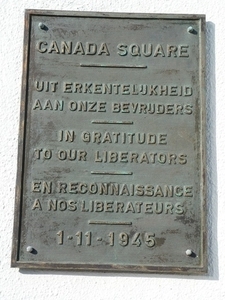 CANADA SQUARE
UIT ERKENTELIJKHEID
AAN ONZE BEVRIJDERS
IN GRATITUDE
TO OUR LIBERATORS
EN RECONNAISSANCE
A NOS LIBERATEURS
1-11-1945